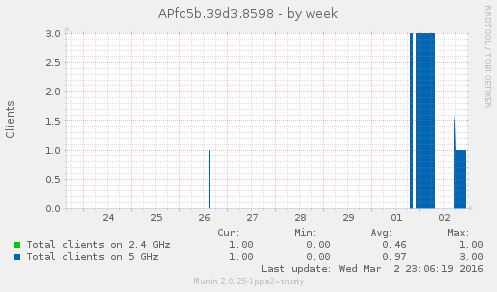 APfc5b.39d3.8598 - by week
RRDTOOL / TOBI OETIKER
Clients
3.0
2.5
2.0
1.5
1.0
0.5
0.0
24 25 26 27 28 29 01 02
Cur: Min: Avg: Max:
Total clients on 2.4 GHz 1.00 0.00 0.46 1.00
Total clients on 5 GHz 1.00 0.00 0.97 3.00
Last update: Wed Mar 2 23:06:19 2016
Munin 2.0.25-1ppa2~trusty